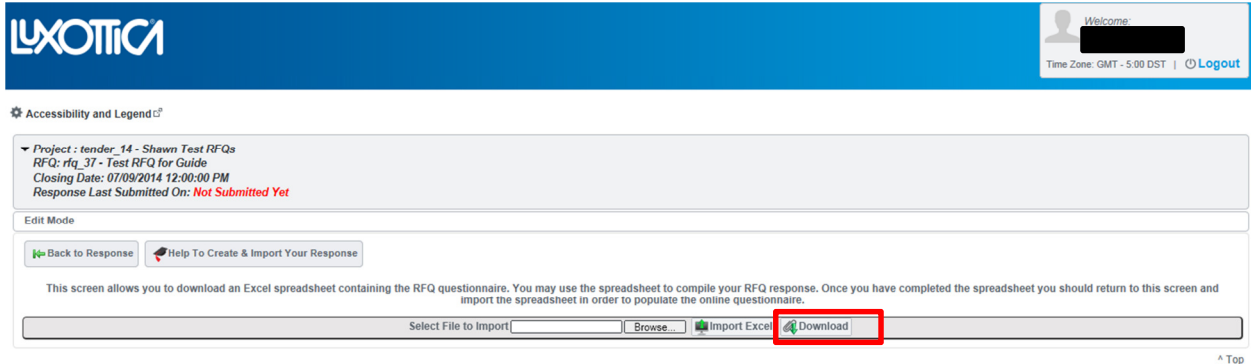 LUXOTTICA
Welcome:
Time Zone: GMT - 5:00 DST | Logout
Accessibility and Legend
Project : tender_14 - Shawn Test RFQs
RFQ: rfq_37 - Test RFQ for Guide
Closing Date: 07/09/2014 12:00:00 PM
Response Last Submitted On: Not Submitted Yet
Edit Mode
Back to Response Help To Create & Import Your Response
This screen allows you to download an Excel spreadsheet containing the RFQ questionnaire. You may use the spreadsheet to compile your RFQ response. Once you have completed the spreadsheet you should return to this screen and
import the spreadsheet in order to populate the online questionnaire.
Select File to Import Browse... Import Excel Download
^ Top